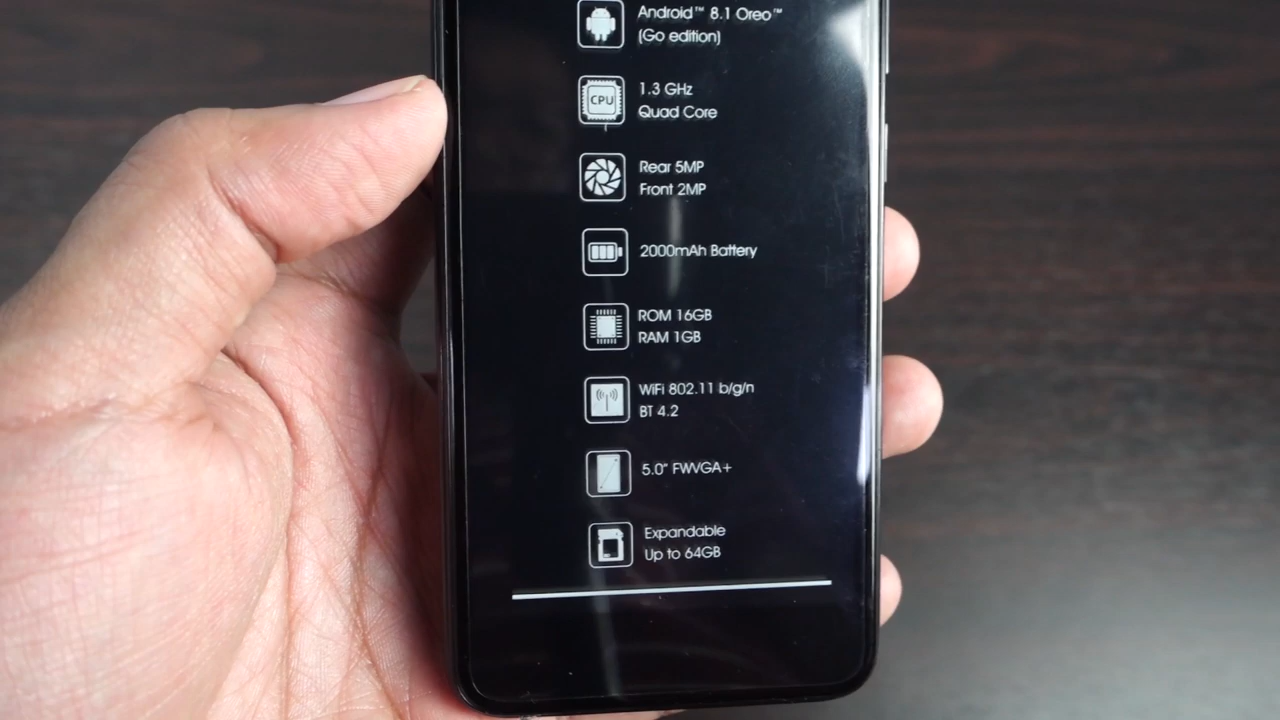 Android™ 8.1 Oreo™
(Go edition)
CPU
1.3 GHz
Quad Core
Rear 5MP
Front 2MP
2000mAh Battery
ROM 16GB
RAM 1GB
WiFi 802.11 b/g/n
BT 4.2
5.0" FWVGA+
Expandable
Up to 64GB